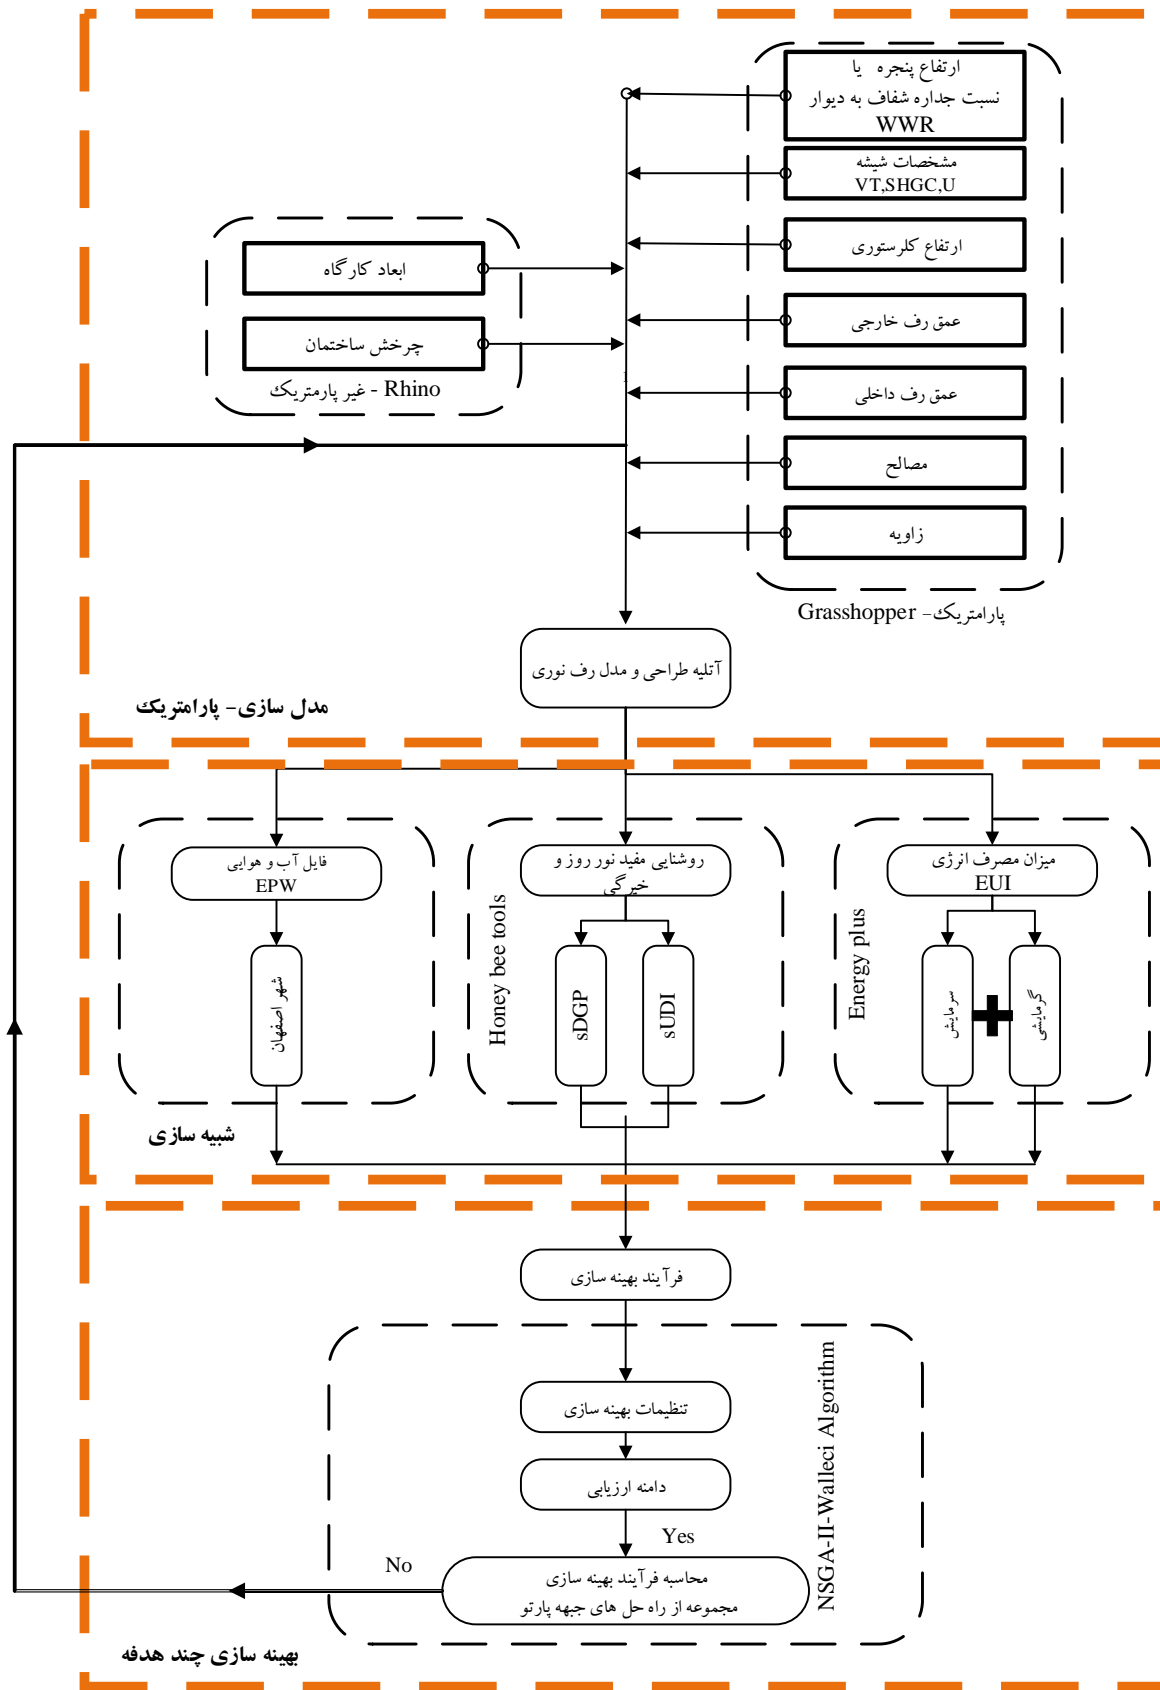 ارتفاع پنجره یا
نسبت جداره شفاف به دیوار
WWR
مشخصات شیشه
VT,SHGC,U
ارتفاع کلرستوری
عمق رف خارجی
عمق رف داخلی
مصالح
زاویه
پارامتریک- Grasshopper
ابعاد کارگاه
چرخش ساختمان
غیر پارمتریک - Rhino
1
آتلیه طراحی و مدل رف نوری
مدل سازی- پارامتریک
فایل آب و هوایی
EPW
شهر اصفهان
روشنایی مفید نور روز و
خیرگی
sDGP
sUDI
Honey bee tools
میزان مصرف انرژی
EUI
سرمایش
گرمایشی
Energy plus
شبیه سازی
فرآیند بهینه سازی
تنظیمات بهینه سازی
دامنه ارزیابی
Yes
No
محاسبه فرآیند بهینه سازی
مجموعه از راه حل های جبهه پارتو
NSGA-II-Walleci Algorithm
بهینه سازی چند هدفه